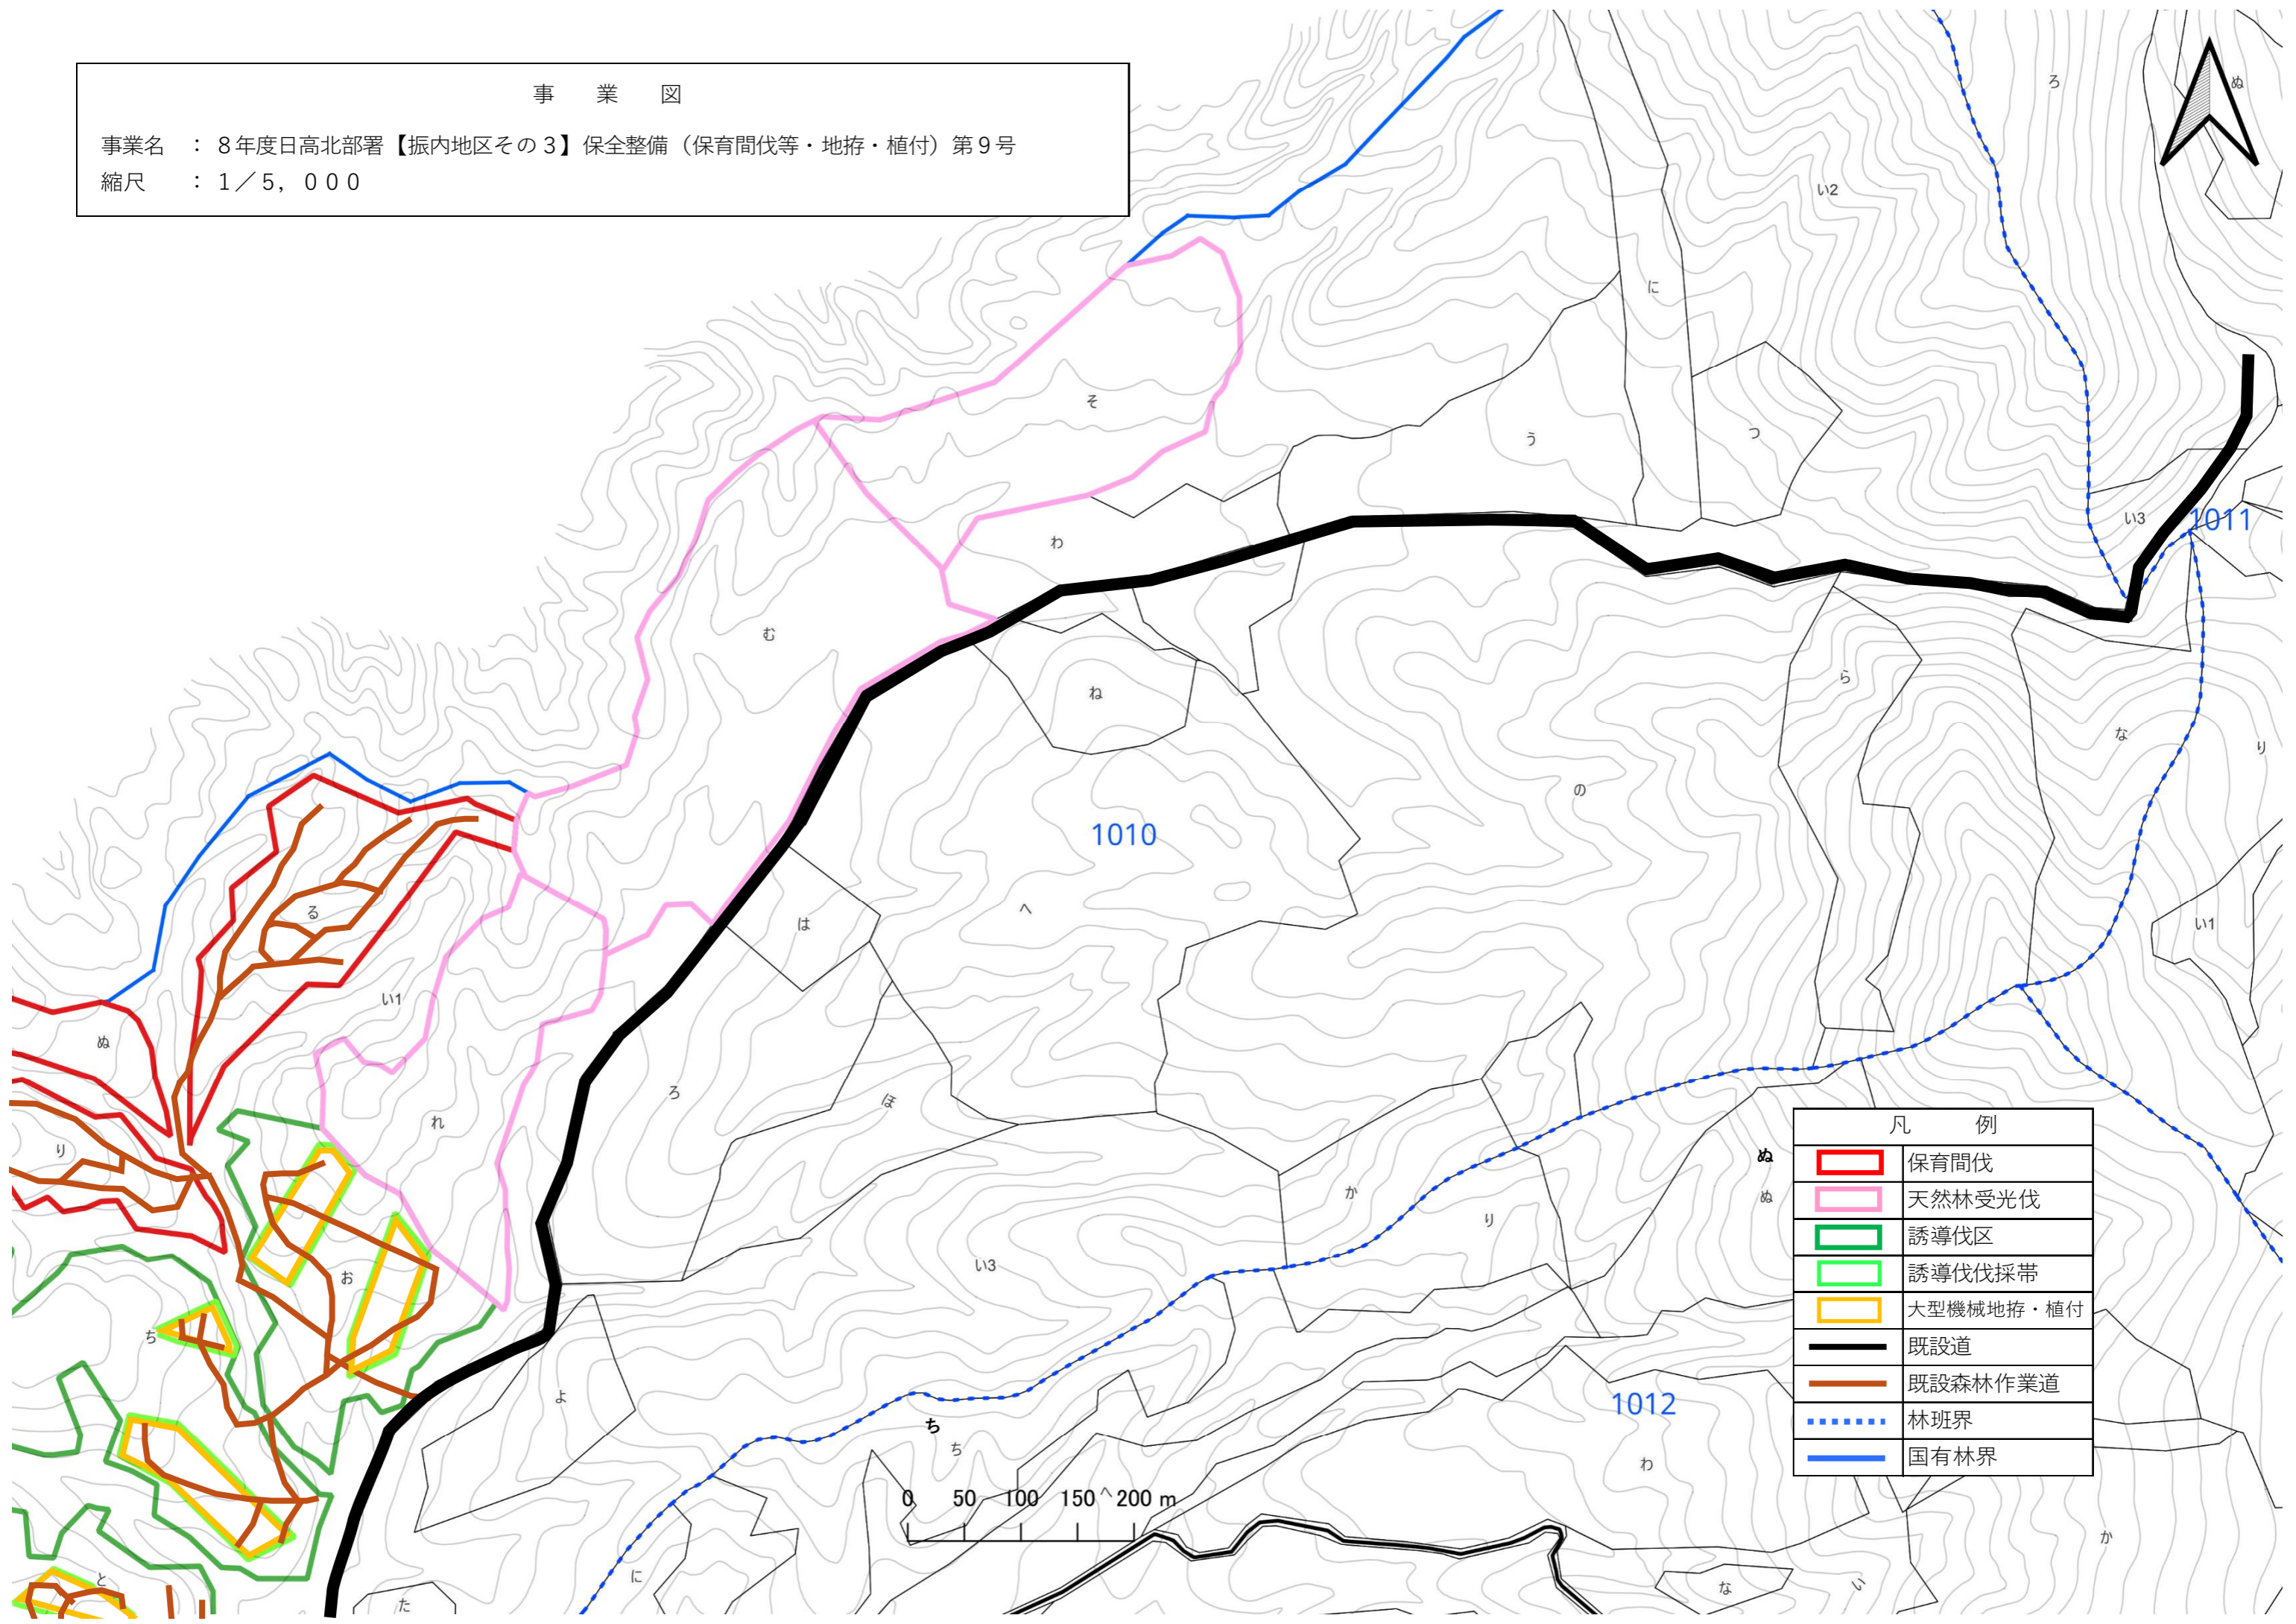 事　業　図
事業名　： ８年度日高北部署【振内地区その３】保全整備（保育間伐等・地拵・植付）第９号
縮尺　　： １／５，０００
ろ
ぬ
い2
に
そ
う
つ
い3
1011
わ
む
ら
ね
な
り
の
1010
へ
は
る
い1
い1
ぬ
ろ
ほ
れ
り
か
り
ぬ
ぬ
い3
お
ち
よ
1012
ち
ち
わ
へ
0 50 100 150 200 m
か
と
に
た
な
い
凡　例
保育間伐
天然林受光伐
誘導伐区
誘導伐伐採帯
大型機械地拵・植付
既設道
既設森林作業道
林班界
国有林界